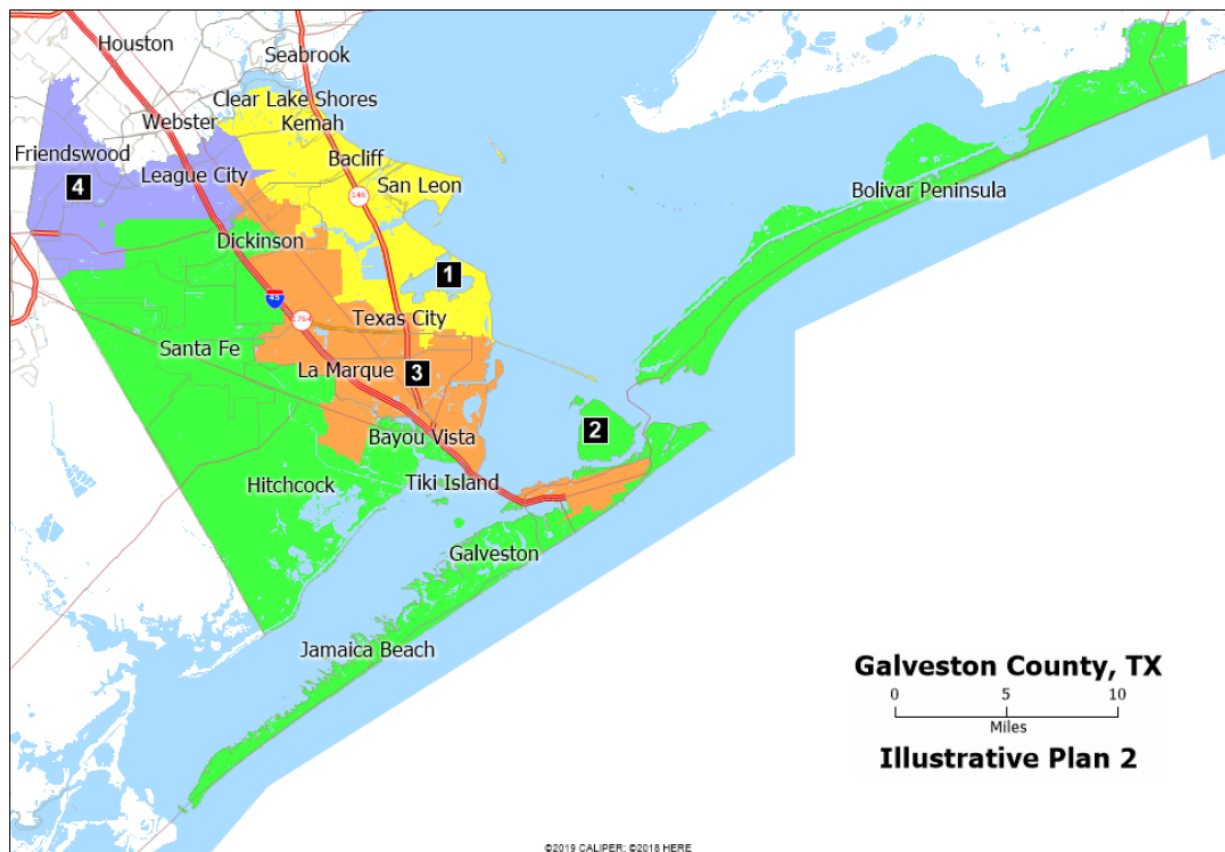 Houston
Seabrook
Clear Lake Shores
Webster
Kemah
Friendswood
Bacliff
4
League City
San Leon
146
Bolivar Peninsula
Dickinson
1
45
764
Texas City
Santa Fe
La Marque
3
2
Bayou Vista
Tiki Island
Hitchcock
Galveston
Jamaica Beach
Galveston County, TX
0 5 10
Miles
Illustrative Plan 2
©2019 CALIPER; ©2018 HERE